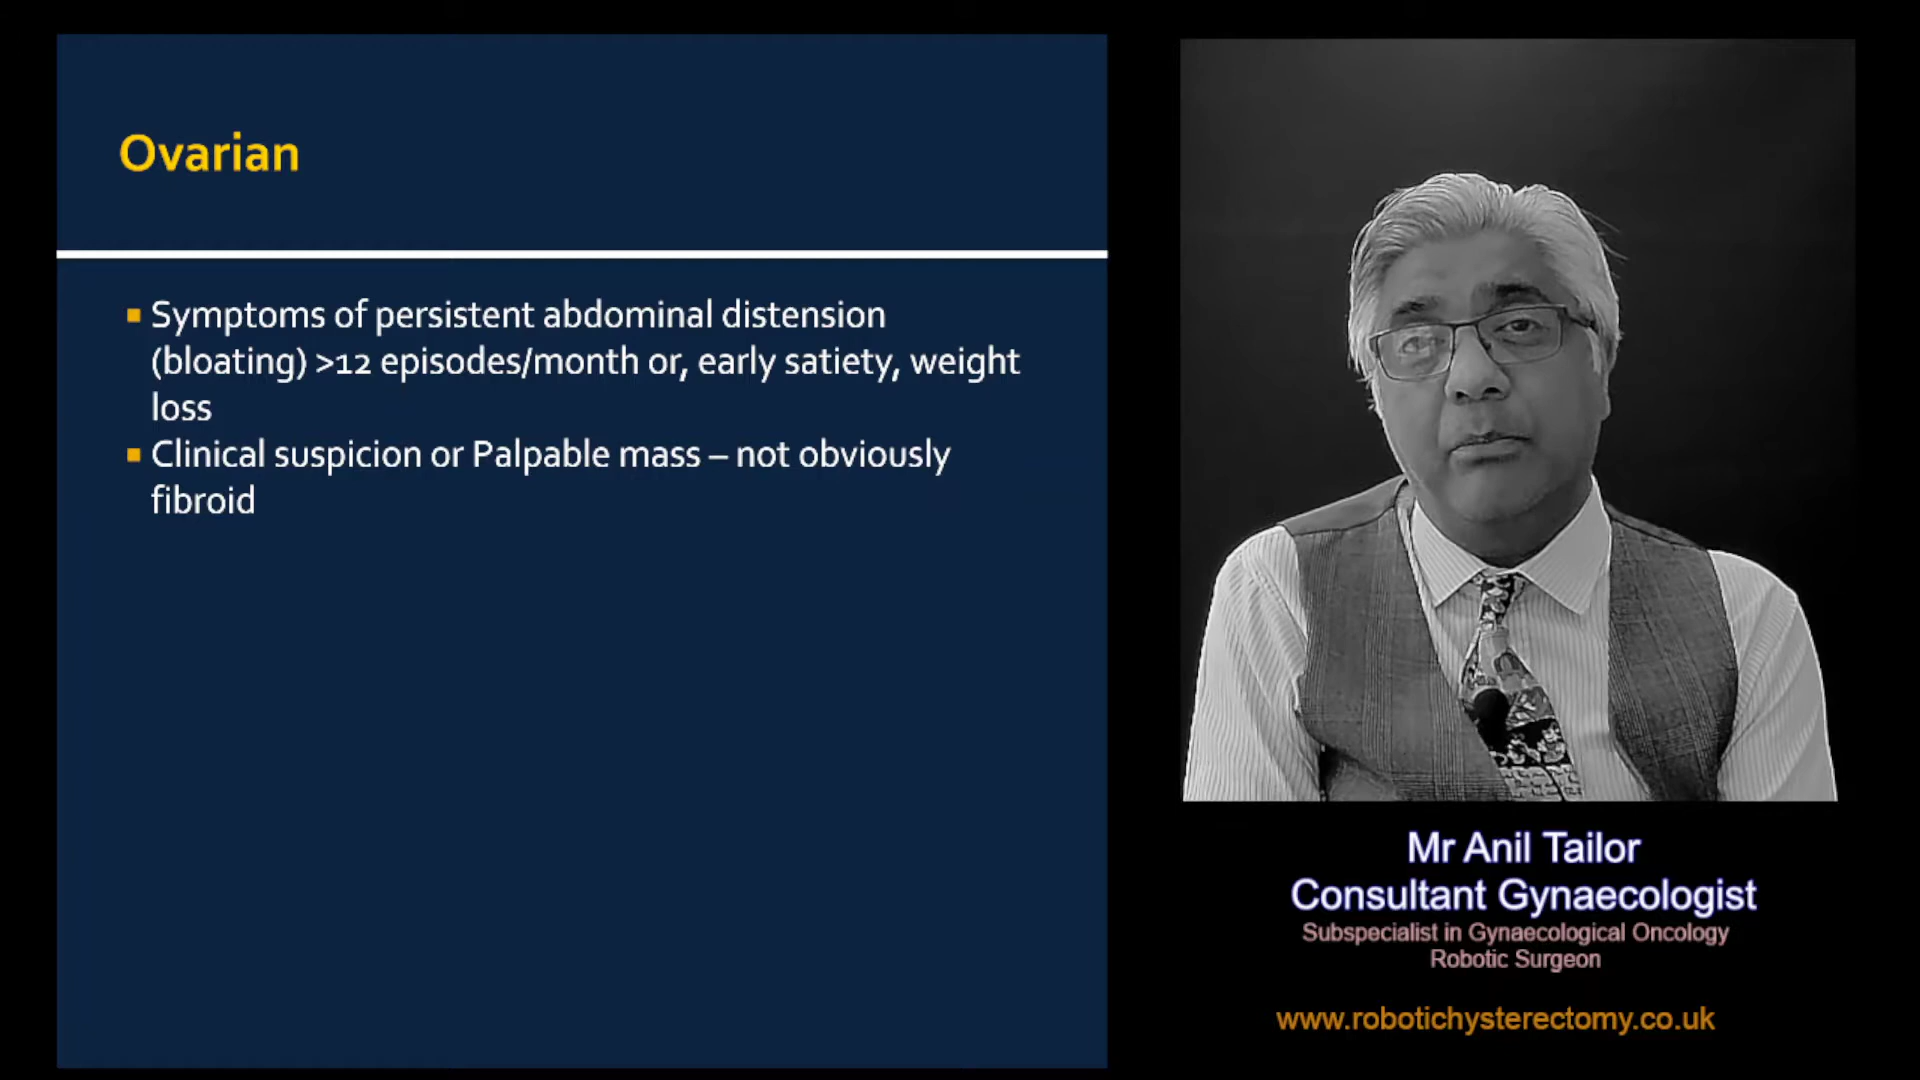 Ovarian
Symptoms of persistent abdominal distension
(bloating) >12 episodes/month or, early satiety, weight
loss
Clinical suspicion or Palpable mass – not obviously
fibroid
Mr Anil Tailor
Consultant Gynaecologist
Subspecialist in Gynaecological Oncology
Robotic Surgeon
www.robotichysterectomy.co.uk